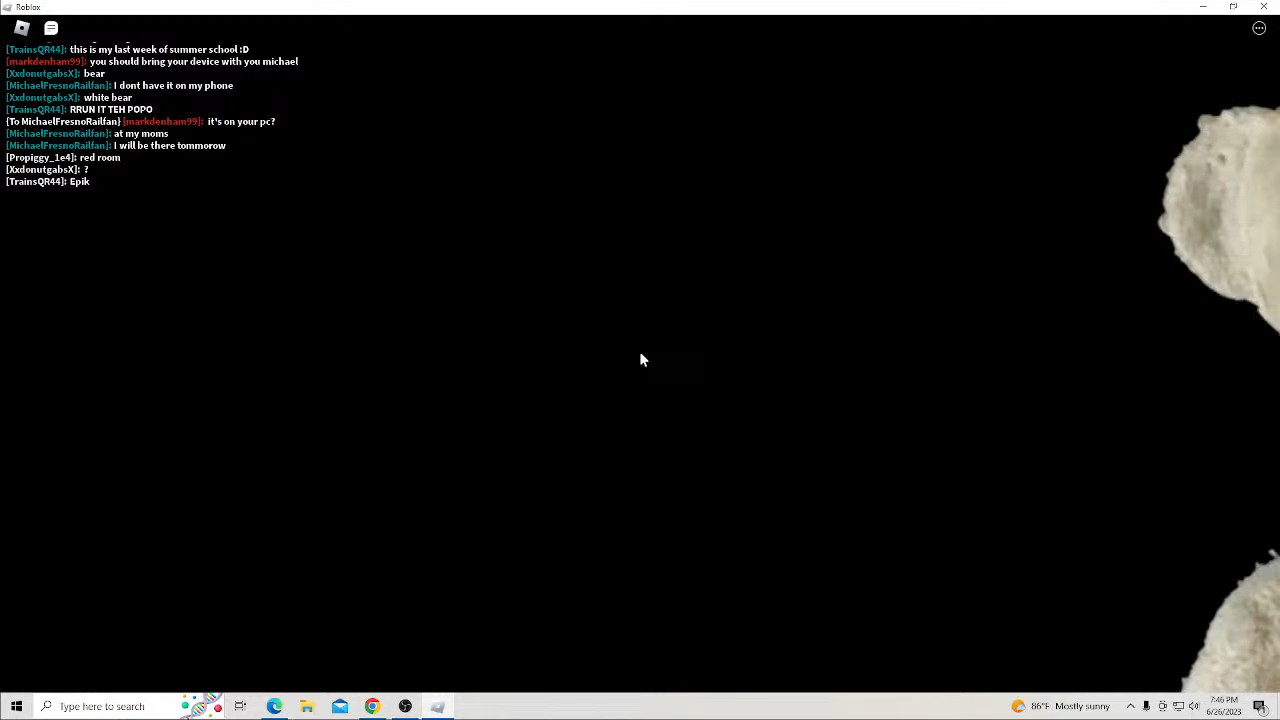 Roblox
[TrainsQR44]: this is my last week of summer school :D
[markdenham99]: you should bring your device with you michael
[XxdonutgabsX]: bear
[MichaelFresnoRailfan]: I dont have it on my phone
[XxdonutgabsX]: white bear
[TrainsQR44]: RRUN IT TEH POPO
{To MichaelFresnoRailfan} [markdenham99]: it's on your pc?
[MichaelFresnoRailfan]: at my moms
[MichaelFresnoRailfan]: I will be there tommorow
[Propiggy_1e4]: red room
[XxdonutgabsX]: ?
[TrainsQR44]: Epik
Type here to search
86°F Mostly sunny
7:46 PM
6/26/2023